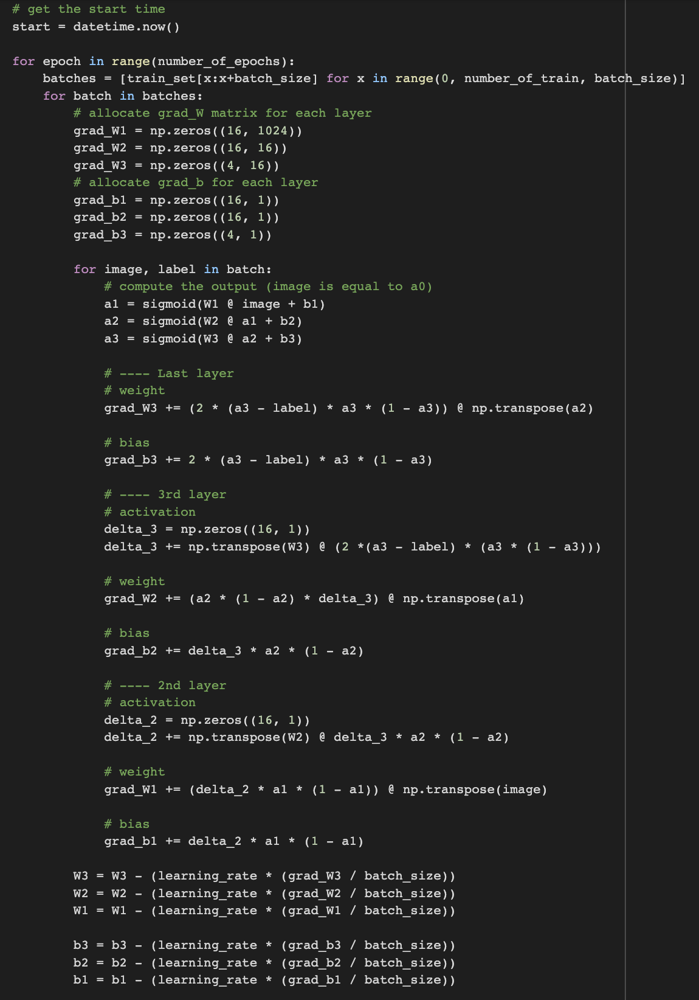 # get the start time
start = datetime.now()
for epoch in range(number_of_epochs):
    batches = [train_set[x:x+batch_size] for x in range(0, number_of_train, batch_size)]
    for batch in batches:
        # allocate grad_W matrix for each layer
        grad_W1 = np.zeros((16, 1024))
        grad_W2 = np.zeros((16, 16))
        grad_W3 = np.zeros((4, 16))
        # allocate grad_b for each layer
        grad_b1 = np.zeros((16, 1))
        grad_b2 = np.zeros((16, 1))
        grad_b3 = np.zeros((4, 1))
        for image, label in batch:
            # compute the output (image is equal to a0)
            a1 = sigmoid(W1 @ image + b1)
            a2 = sigmoid(W2 @ a1 + b2)
            a3 = sigmoid(W3 @ a2 + b3)
            # ---- Last layer
            # weight
            grad_W3 += (2 * (a3 - label) * a3 * (1 - a3)) @ np.transpose(a2)
            # bias
            grad_b3 += 2 * (a3 - label) * a3 * (1 - a3)
            # ---- 3rd layer
            # activation
            delta_3 = np.zeros((16, 1))
            delta_3 += np.transpose(W3) @ (2 *(a3 - label) * (a3 * (1 - a3)))
            # weight
            grad_W2 += (a2 * (1 - a2) * delta_3) @ np.transpose(a1)
            # bias
            grad_b2 += delta_3 * a2 * (1 - a2)
            # ---- 2nd layer
            # activation
            delta_2 = np.zeros((16, 1))
            delta_2 += np.transpose(W2) @ delta_3 * a2 * (1 - a2)
            # weight
            grad_W1 += (delta_2 * a1 * (1 - a1)) @ np.transpose(image)
            # bias
            grad_b1 += delta_2 * a1 * (1 - a1)
        W3 = W3 - (learning_rate * (grad_W3 / batch_size))
        W2 = W2 - (learning_rate * (grad_W2 / batch_size))
        W1 = W1 - (learning_rate * (grad_W1 / batch_size))
        b3 = b3 - (learning_rate * (grad_b3 / batch_size))
        b2 = b2 - (learning_rate * (grad_b2 / batch_size))
        b1 = b1 - (learning_rate * (grad_b1 / batch_size))